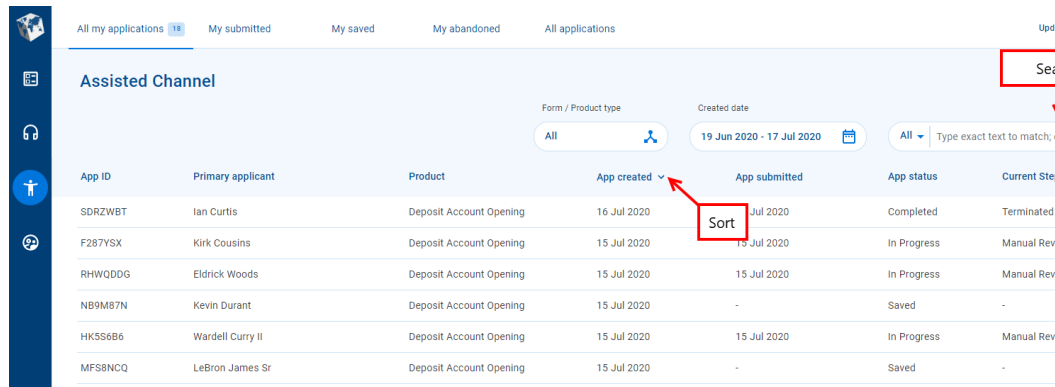 All my applications 18 My submitted My saved My abandoned All applications
Assisted Channel
Form / Product type Created date
All 19 Jun 2020 - 17 Jul 2020 All Type exact text to match;
App ID Primary applicant Product App created App submitted App status Current
Sort
SDRZWBT Ian Curtis Deposit Account Opening 16 Jul 2020 Jul 2020 Completed Terminated
F287YSX Kirk Cousins Deposit Account Opening 15 Jul 2020 15 Jul 2020 In Progress Manual
RHWQDDG Eldrick Woods Deposit Account Opening 15 Jul 2020 15 Jul 2020 In Progress Manual
NB9M87N Kevin Durant Deposit Account Opening 15 Jul 2020 - Saved -
HK5S6B6 Wardell Curry II Deposit Account Opening 15 Jul 2020 15 Jul 2020 In Progress Manual
MFS8NCQ LeBron James Sr Deposit Account Opening 15 Jul 2020 - Saved -